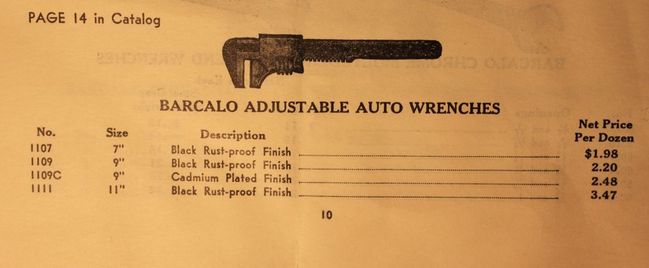 PAGE 14 in Catalog
BARCALO ADJUSTABLE AUTO WRENCHES
No. Size Description Net Price Per Dozen
1107 7" Black Rust-proof Finish $1.98
1109 9" Black Rust-proof Finish 2.20
1109C 9" Cadmium Plated Finish 2.48
1111 11" Black Rust-proof Finish 3.47
10